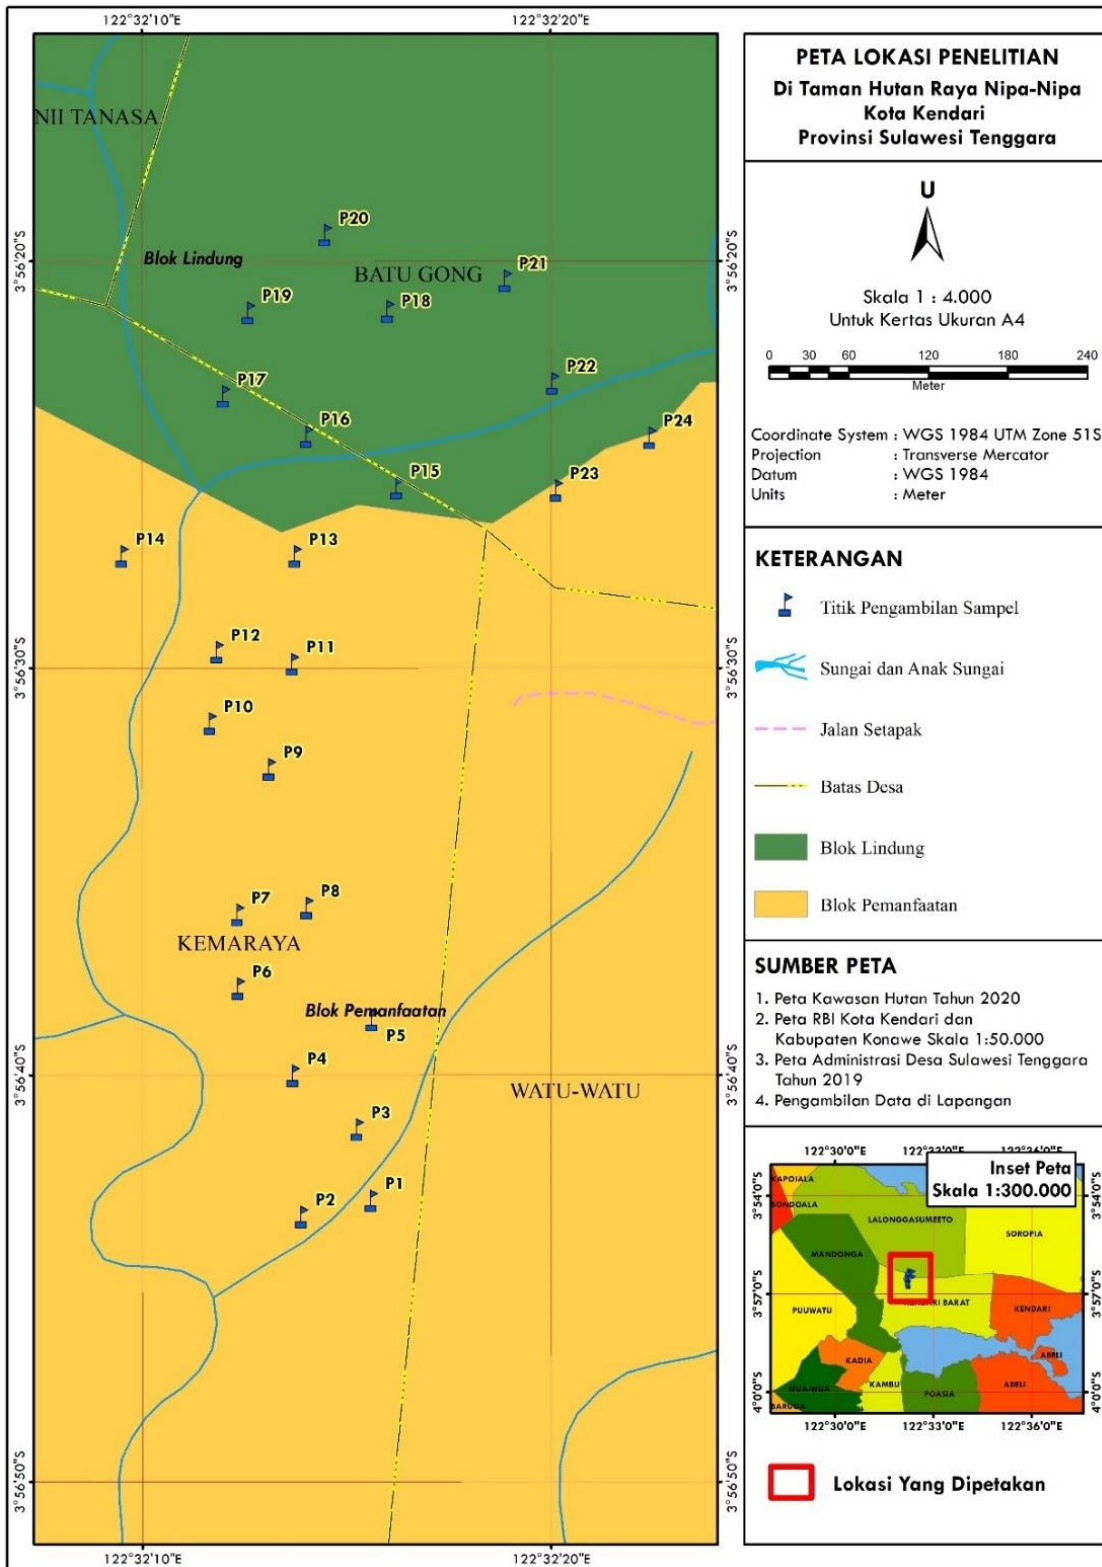 122°32'10"E
122°32'20"E
3°56'20"S
3°56'30"S
3°56'40"S
3°56'50"S
NII TANASA
Blok Lindung
BATU GONG
P20
P21
P19
P18
P17
P22
P16
P24
P15
P23
P14
P13
P12
P11
P10
P9
P7
P8
KEMARAYA
P6
Blok Pemanfaatan
P5
P4
WATU-WATU
P3
P1
P2
3°56'20"S
3°56'30"S
3°56'40"S
3°56'50"S
122°32'10"E
122°32'20"E
PETA LOKASI PENELITIAN
Di Taman Hutan Raya Nipa-Nipa
Kota Kendari
Provinsi Sulawesi Tenggara
U
Skala 1 : 4.000
Untuk Kertas Ukuran A4
0 30 60 120 180 240
Meter
Coordinate System : WGS 1984 UTM Zone 51S
Projection : Transverse Mercator
Datum : WGS 1984
Units : Meter
KETERANGAN
Titik Pengambilan Sampel
Sungai dan Anak Sungai
Jalan Setapak
Batas Desa
Blok Lindung
Blok Pemanfaatan
SUMBER PETA
1. Peta Kawasan Hutan Tahun 2020
2. Peta RBI Kota Kendari dan
Kabupaten Konawe Skala 1:50.000
3. Peta Administrasi Desa Sulawesi Tenggara
Tahun 2019
4. Pengambilan Data di Lapangan
122°30'0"E 122°33'0"E 122°36'0"E
Inset Peta
Skala 1:300.000
3°54'0"S
3°57'0"S
4°0'0"S
KAPOIALA
BONDOALA
LALONGGASUMEETO
SOROPIA
MANDONGA
PUUWATU
BARAT
KENDARI
KADIA
ABELI
WUA-WUA
KAMBU
POASIA
ABELI
BARUGA
3°54'0"S
3°57'0"S
4°0'0"S
122°30'0"E 122°33'0"E 122°36'0"E
Lokasi Yang Dipetakan